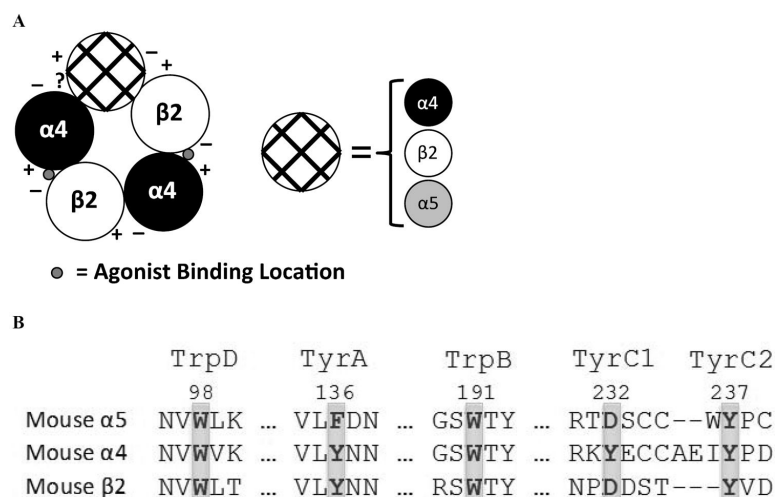 A
+ −
− ? +
α4 β2
−
+ +
− β2 α4
+ −
= α4
β2
α5
= Agonist Binding Location
B
TrpD TyrA TrpB TyrC1 TyrC2
98 136 191 232 237
Mouse α5 NVWLK ... VLFDN ... GSWTY ... RTDSCC--WYPC
Mouse α4 NVWVK ... VLYNN ... GSWTY ... RKYECCAEIYPD
Mouse β2 NVWLT ... VLYNN ... RSWTY ... NPDDST---YVD